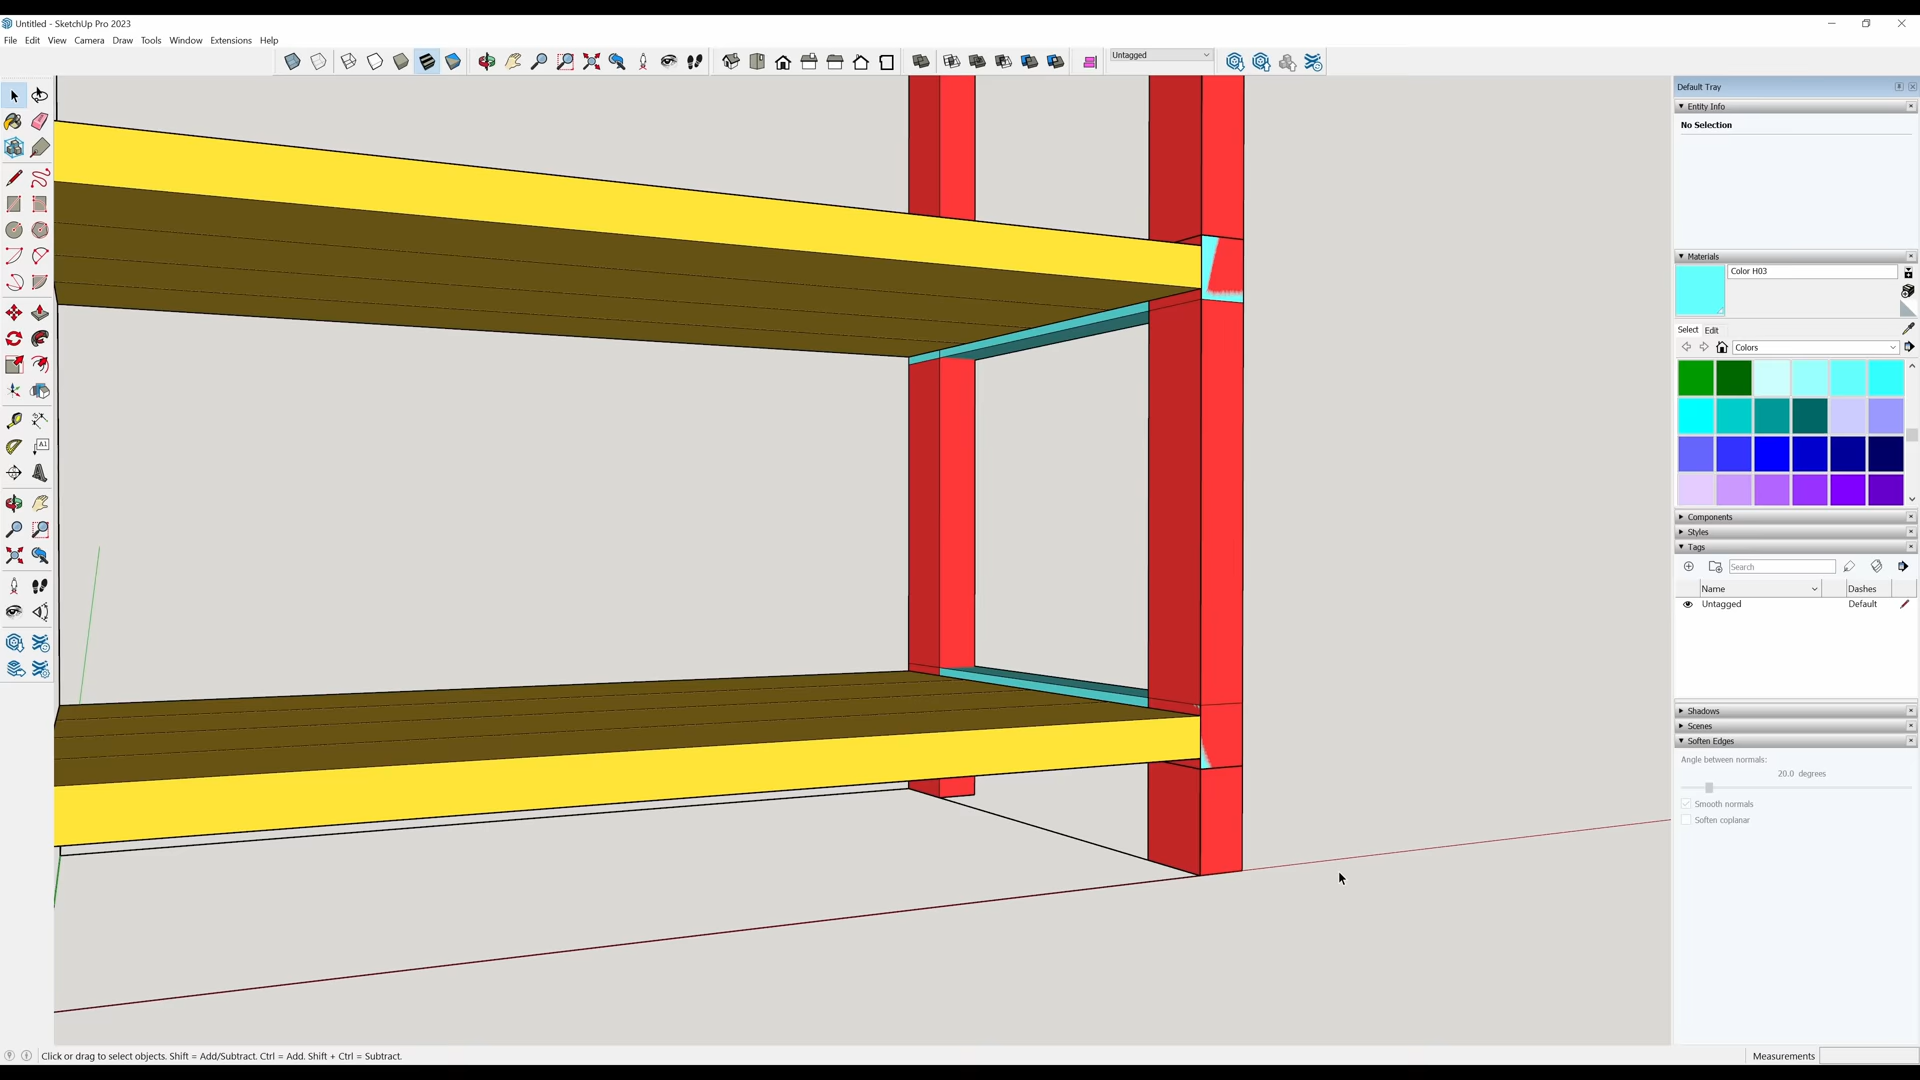 Untitled - SketchUp Pro 2023
File Edit View Camera Draw Tools Window Extensions Help
Untagged
Default Tray
Entity Info
No Selection
Materials
Color H03
Select Edit
Colors
Components
Styles
Tags
Search
Name Dashes
Untagged Default
Shadows
Scenes
Soften Edges
Angle between normals:
20.0 degrees
Smooth normals
Soften coplanar
A1
Click or drag to select objects. Shift = Add/Subtract. Ctrl = Add. Shift + Ctrl = Subtract.
Measurements